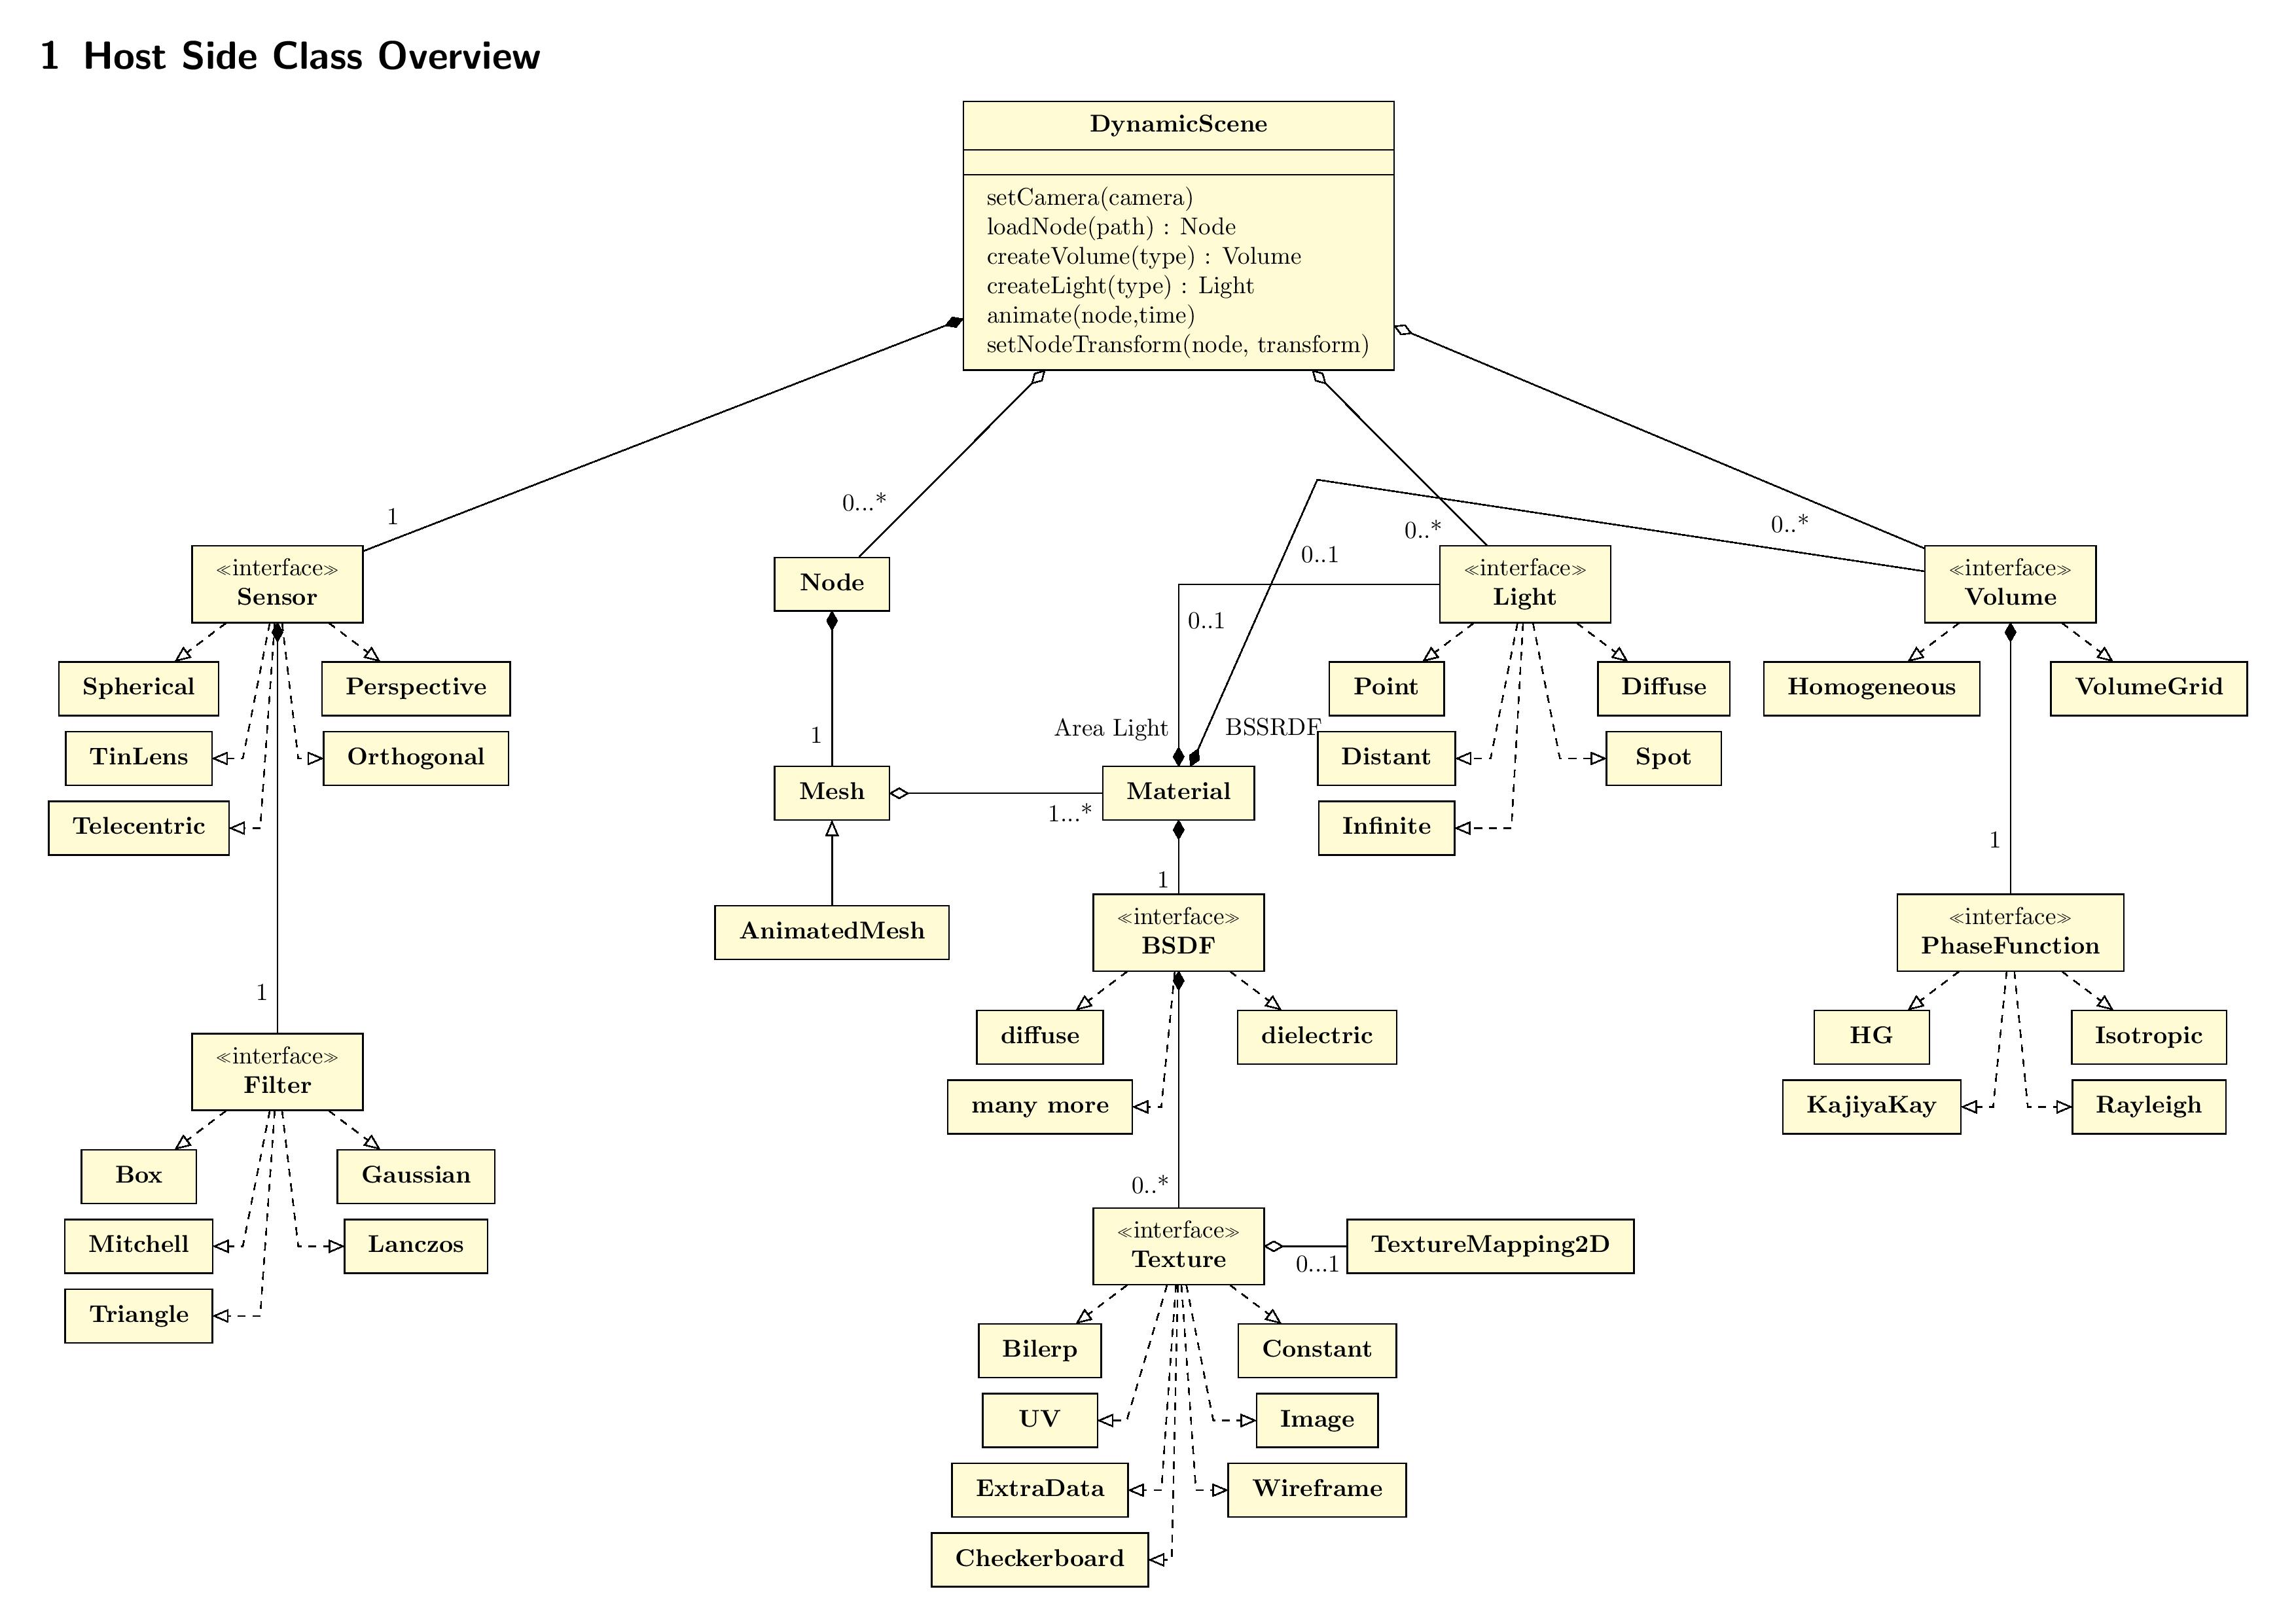 1 Host Side Class Overview
DynamicScene
setCamera(camera)
loadNode(path) : Node
createVolume(type) : Volume
createLight(type) : Light
animate(node,time)
setNodeTransform(node, transform)
1
0...*
0..*
0..*
0..1
0..1
≪interface≫
Sensor
Node
≪interface≫
Light
≪interface≫
Volume
Spherical
Perspective
TinLens
Orthogonal
Telecentric
1
Area Light
BSSRDF
Point
Diffuse
Distant
Spot
Infinite
Homogeneous
VolumeGrid
Mesh
1...*
Material
1
1
AnimatedMesh
≪interface≫
BSDF
≪interface≫
PhaseFunction
1
diffuse
dielectric
many more
HG
Isotropic
KajiyaKay
Rayleigh
≪interface≫
Filter
Box
Gaussian
Mitchell
Lanczos
Triangle
0..*
≪interface≫
Texture
0...1
TextureMapping2D
Bilerp
Constant
UV
Image
ExtraData
Wireframe
Checkerboard